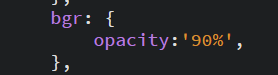 },
bgr: {
opacity:'90%',
},